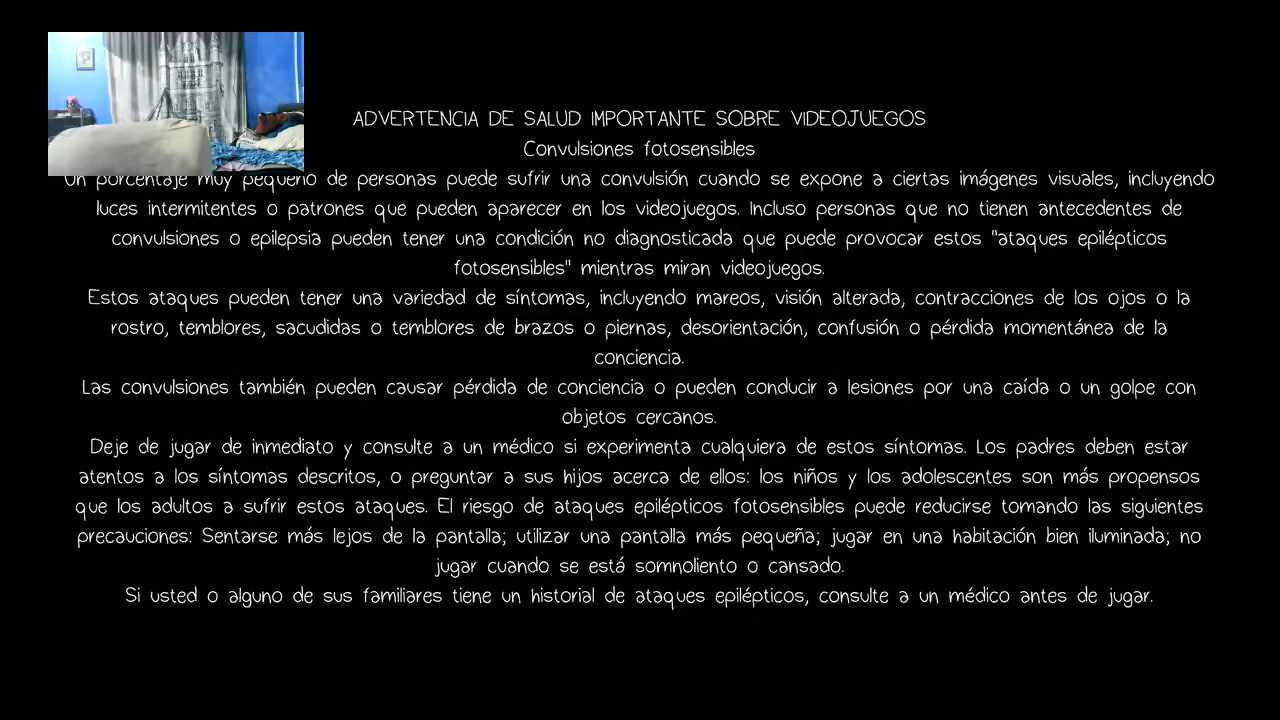 ADVERTENCIA DE SALUD IMPORTANTE SOBRE VIDEOJUEGOS
Convulsiones fotosensibles
Un porcentaje muy pequeño de personas puede sufrir una convulsión cuando se expone a ciertas imágenes visuales, incluyendo
luces intermitentes o patrones que pueden aparecer en los videojuegos. Incluso personas que no tienen antecedentes de
convulsiones o epilepsia pueden tener una condición no diagnosticada que puede provocar estos "ataques epilépticos
fotosensibles" mientras miran videojuegos.
Estos ataques pueden tener una variedad de síntomas, incluyendo mareos, visión alterada, contracciones de los ojos o la
rostro, temblores, sacudidas o temblores de brazos o piernas, desorientación, confusión o pérdida momentánea de la
conciencia.
Las convulsiones también pueden causar pérdida de conciencia o pueden conducir a lesiones por una caída o un golpe con
objetos cercanos.
Deje de jugar de inmediato y consulte a un médico si experimenta cualquiera de estos síntomas. Los padres deben estar
atentos a los síntomas descritos, o preguntar a sus hijos acerca de ellos: los niños y los adolescentes son más propensos
que los adultos a sufrir estos ataques. El riesgo de ataques epilépticos fotosensibles puede reducirse tomando las siguientes
precauciones: Sentarse más lejos de la pantalla; utilizar una pantalla más pequeña; jugar en una habitación bien iluminada; no
jugar cuando se está somnoliento o cansado.
Si usted o alguno de sus familiares tiene un historial de ataques epilépticos, consulte a un médico antes de jugar.